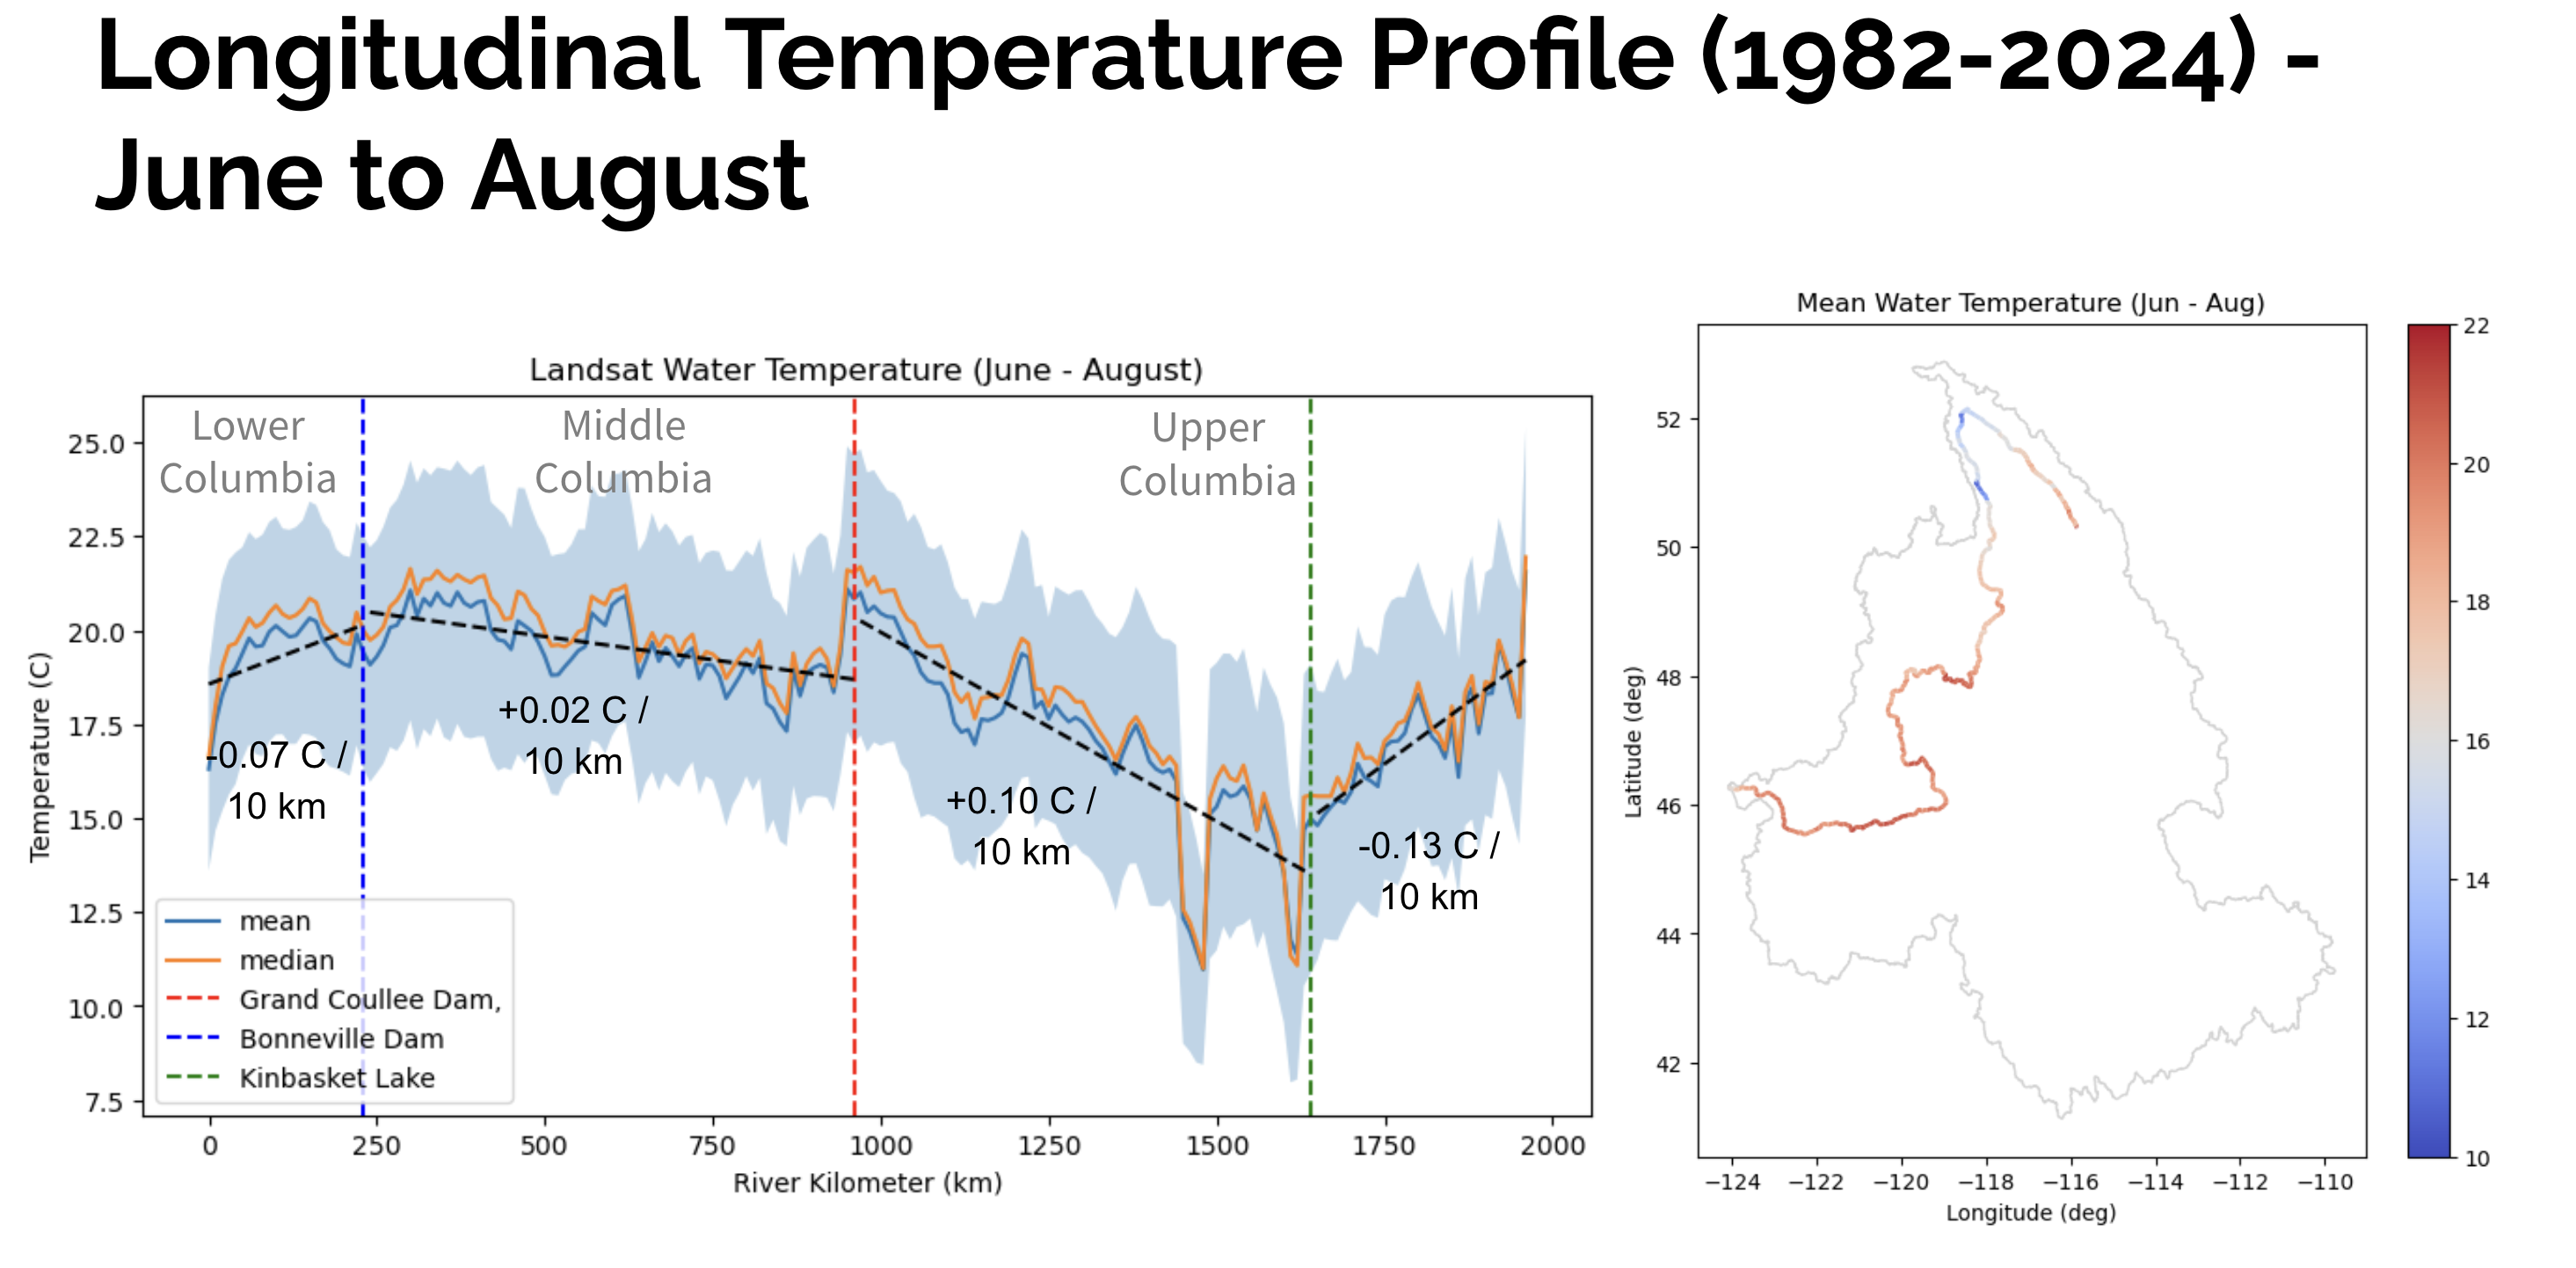 Longitudinal Temperature Profile (1982-2024) -
June to August
Landsat Water Temperature (June - August)
Lower
Columbia
Middle
Columbia
Upper
Columbia
25.0
22.5
20.0
17.5
15.0
12.5
10.0
7.5
Temperature (C)
-0.07 C /
10 km
+0.02 C /
10 km
+0.10 C /
10 km
-0.13 C /
10 km
mean
median
Grand Coullee Dam,
Bonneville Dam
Kinbasket Lake
0 250 500 750 1000 1250 1500 1750 2000
River Kilometer (km)
Mean Water Temperature (Jun - Aug)
52
50
48
46
44
42
Latitude (deg)
−124 −122 −120 −118 −116 −114 −112 −110
Longitude (deg)
22
20
18
16
14
12
10